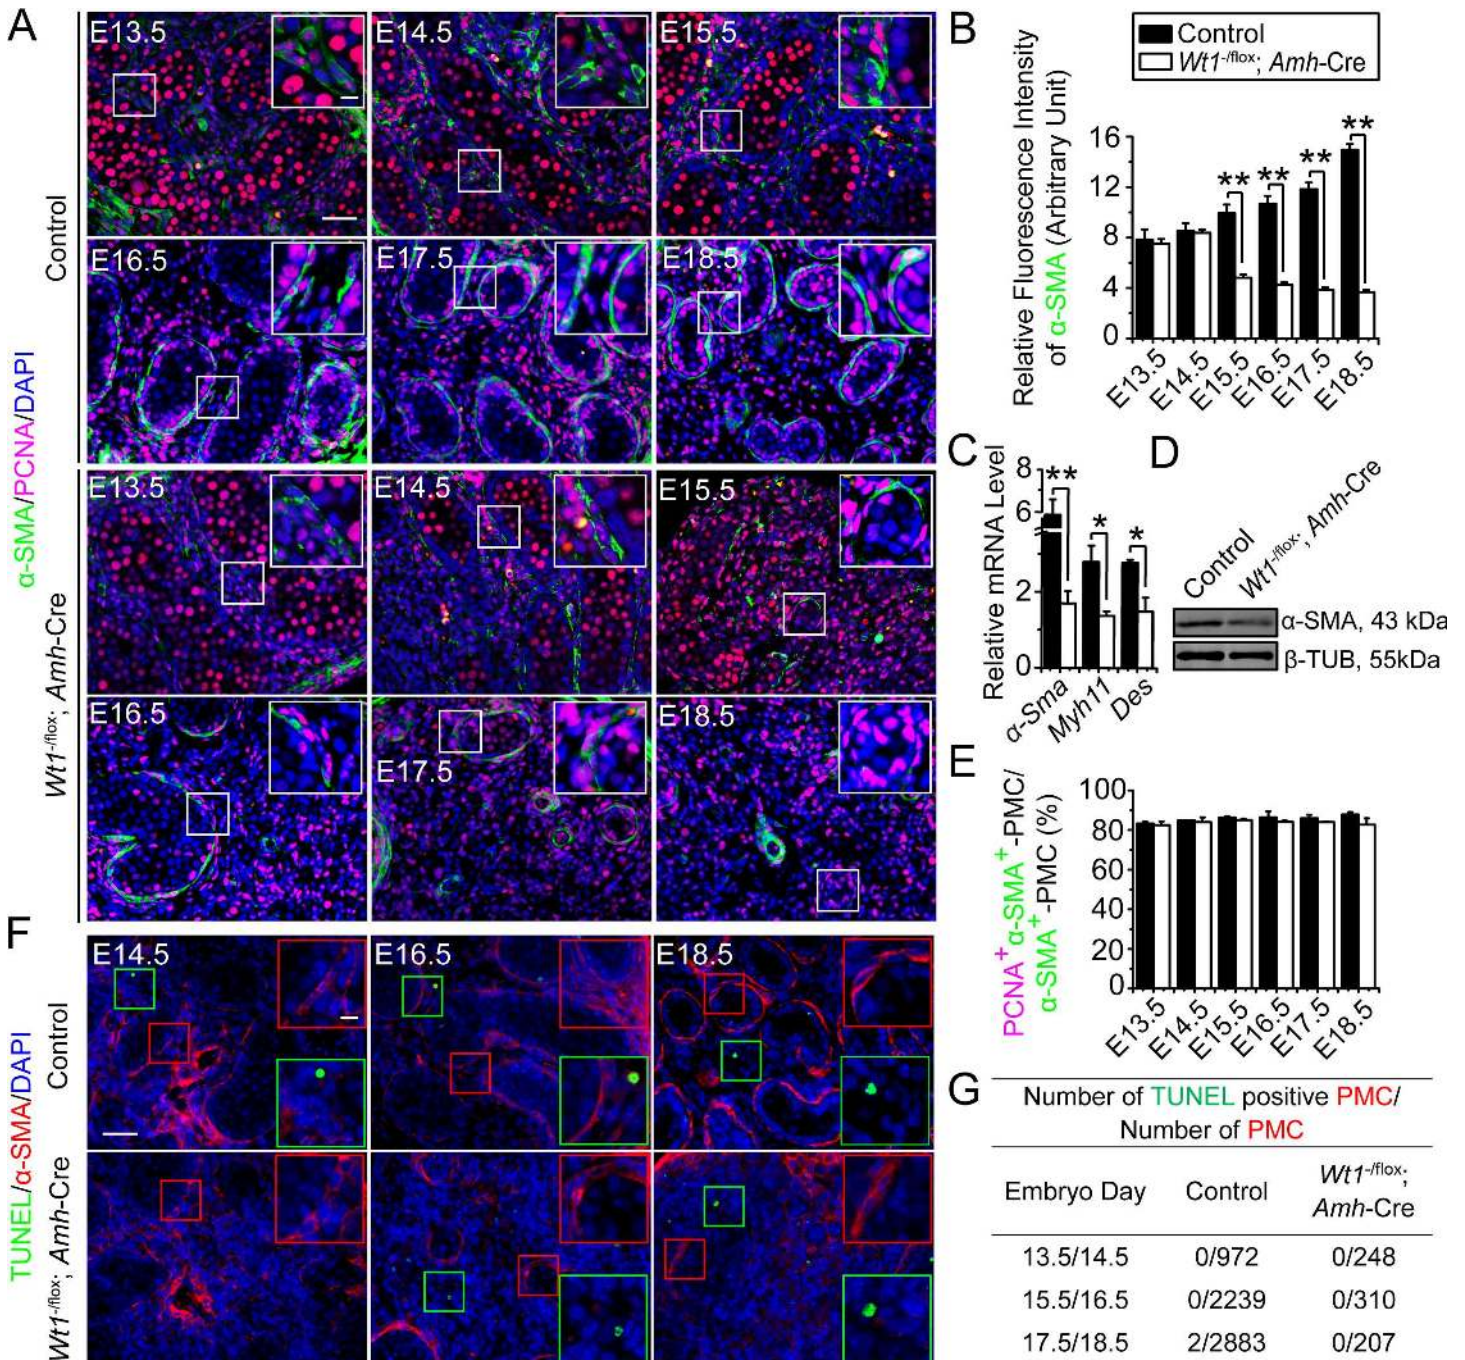 A
E13.5
E14.5
E15.5
E16.5
E17.5
E18.5
Control
E13.5
E14.5
E15.5
E16.5
E17.5
E18.5
Wt1-/flox; Amh-Cre
α-SMA/PCNA/DAPI
B
Control
Wt1-/flox; Amh-Cre
Relative Fluorescence Intensity
of α-SMA (Arbitrary Unit)
16
12
8
4
0
** ** ** **
E13.5 E14.5 E15.5 E16.5 E17.5 E18.5
C
Relative mRNA Level
8
6
2
0
** * *
α-Sma Myh11 Des
D
Control Wt1-/flox; Amh-Cre
α-SMA, 43 kDa
β-TUB, 55kDa
E
PCNA+ α-SMA+-PMC/
α-SMA+-PMC (%)
100
80
60
40
20
0
E13.5 E14.5 E15.5 E16.5 E17.5 E18.5
F
E14.5 E16.5 E18.5
Control
Wt1-/flox; Amh-Cre
TUNEL/α-SMA/DAPI
G
Number of TUNEL positive PMC/
Number of PMC
Embryo Day Control Wt1-/flox;
Amh-Cre
13.5/14.5 0/972 0/248
15.5/16.5 0/2239 0/310
17.5/18.5 2/2883 0/207